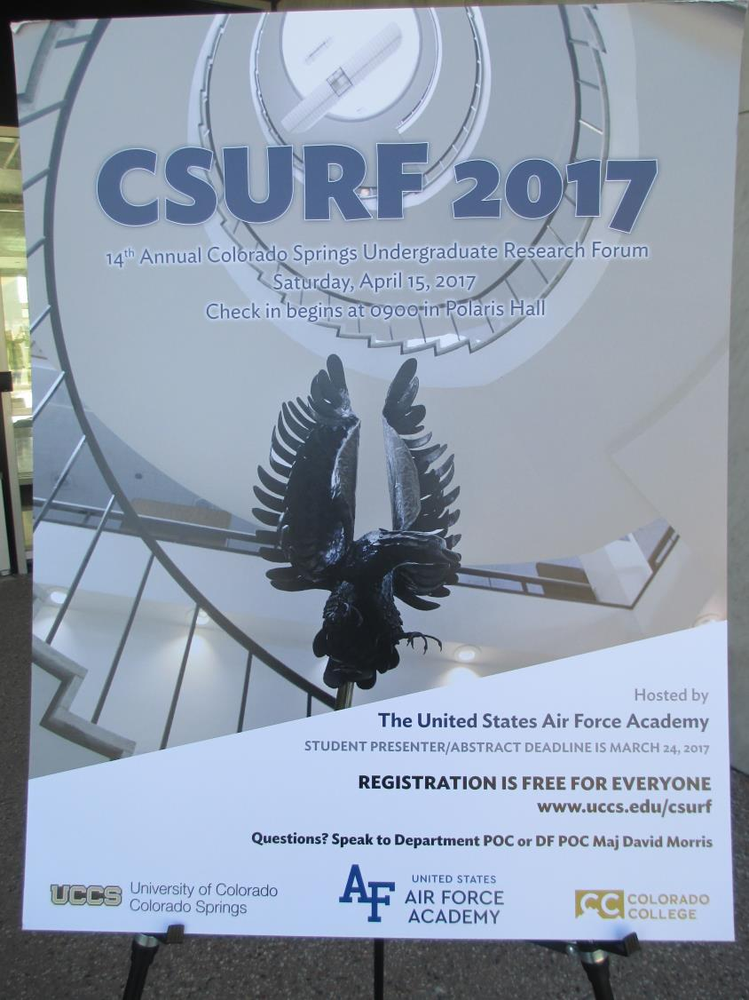 CSURF 2017
14th Annual Colorado Springs Undergraduate Research Forum
Saturday, April 15, 2017
Check in begins at 0900 in Polaris Hall
Hosted by
The United States Air Force Academy
STUDENT PRESENTER/ABSTRACT DEADLINE IS MARCH 24, 2017
REGISTRATION IS FREE FOR EVERYONE
www.uccs.edu/csurf
Questions? Speak to Department POC or DF POC Maj David Morris
UCCS
University of Colorado
Colorado Springs
AF
UNITED STATES
AIR FORCE
ACADEMY
CC
COLORADO
COLLEGE